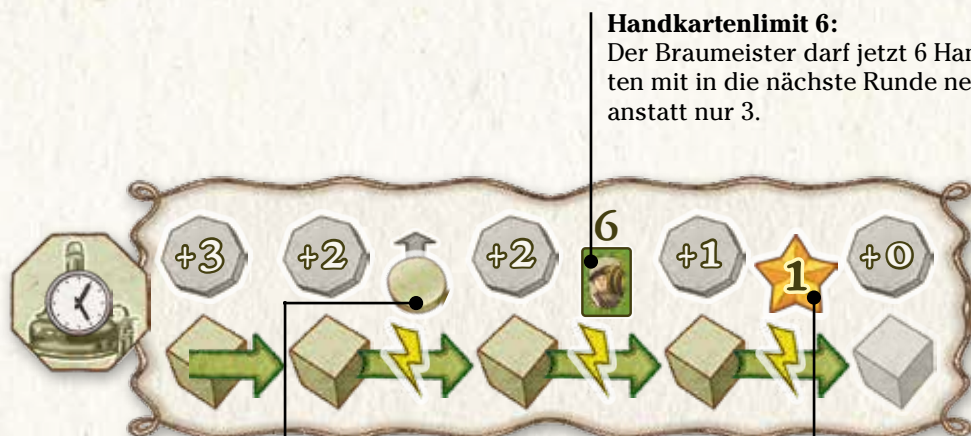 Handkartenlimit 6:
Der Braumeister darf jetzt 6 Han
ten mit in die nächste Runde ne
anstatt nur 3.
+3 +2 +2 6 +1 1 +0